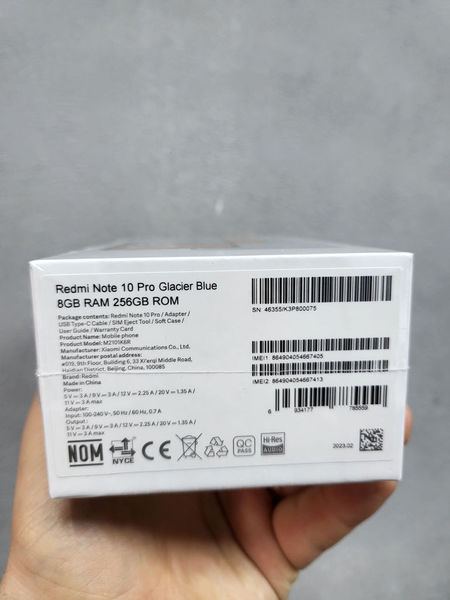 Redmi Note 10 Pro Glacier Blue
8GB RAM 256GB ROM
Package contents: Redmi Note 10 Pro / Adapter /
USB Type-C Cable / SIM Eject Tool / Soft Case /
User Guide / Warranty Card
Product Name: Mobile phone
Product Model: M2101K6R
Manufacturer: Xiaomi Communications Co., Ltd.
Manufacturer postal address:
#019, 9th Floor, Building 6, 33 Xi'erqi Middle Road,
Haidian District, Beijing, China, 100085
Brand: Redmi
Made in China
Power:
5 V⎓3 A / 9 V⎓3 A / 12 V⎓2.25 A / 20 V⎓1.35 A /
11 V⎓3 A max
Adapter:
Input: 100-240 V~, 50 Hz / 60 Hz, 0.7 A
Output:
5 V⎓3 A / 9 V⎓3 A / 12 V⎓2.25 A / 20 V⎓1.35 A /
11 V⎓3 A max
NOM NYCE CE QC PASS Hi-Res AUDIO
SN: 46355/K3P800075
IMEI1: 864904054667405
IMEI2: 864904054667413
6 934177 765559
2023.02